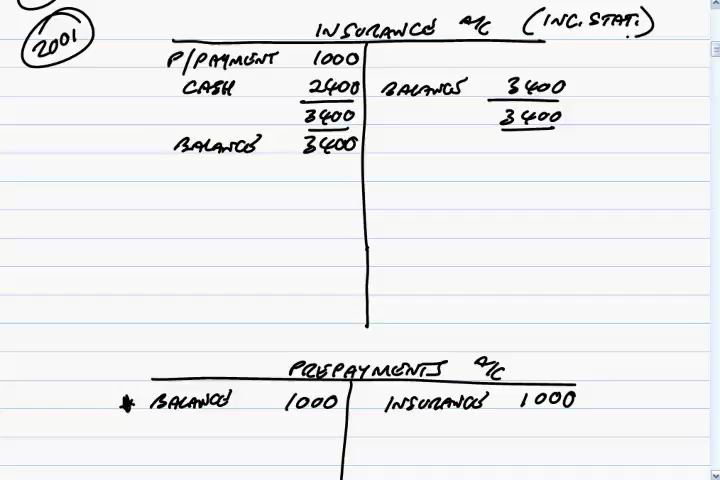 2001
INSURANCE A/C (INC. STAT.)
P/PAYMENT 1000
CASH 2400 BALANCE 3400
3400 3400
BALANCE 3400
PREPAYMENTS A/C
* BALANCE 1000 INSURANCE 1000